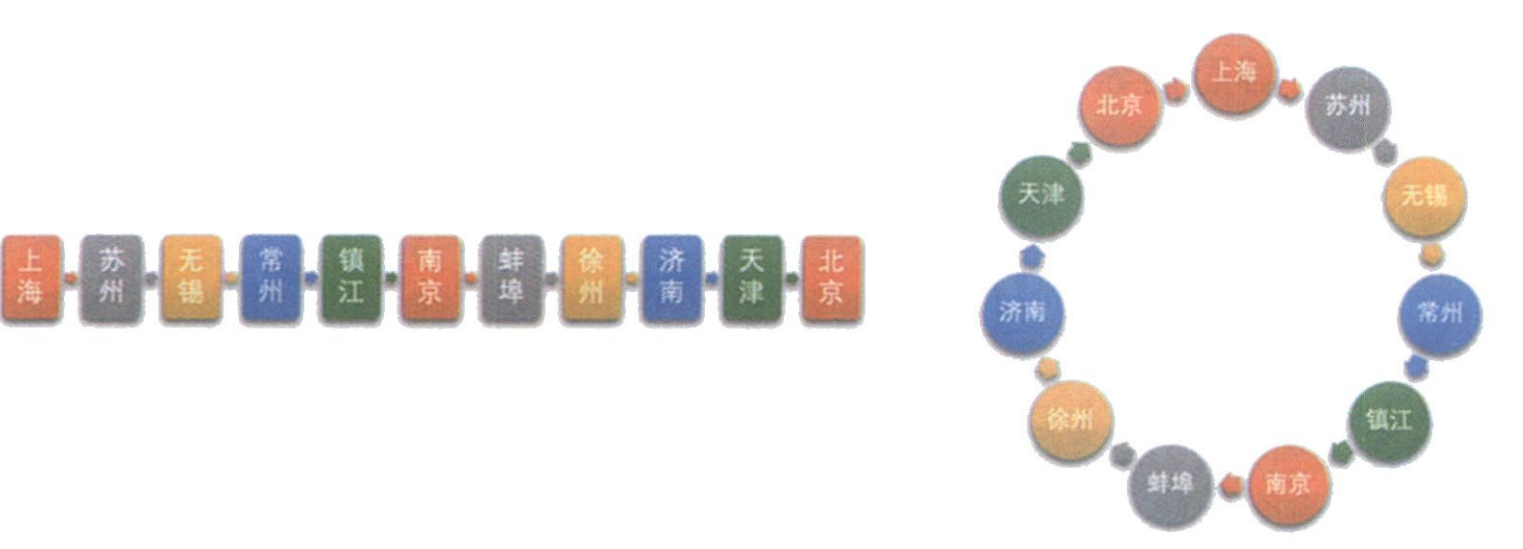 上海
苏州
无锡
常州
镇江
南京
蚌埠
徐州
济南
天津
北京
上海
苏州
无锡
常州
镇江
南京
蚌埠
徐州
济南
天津
北京